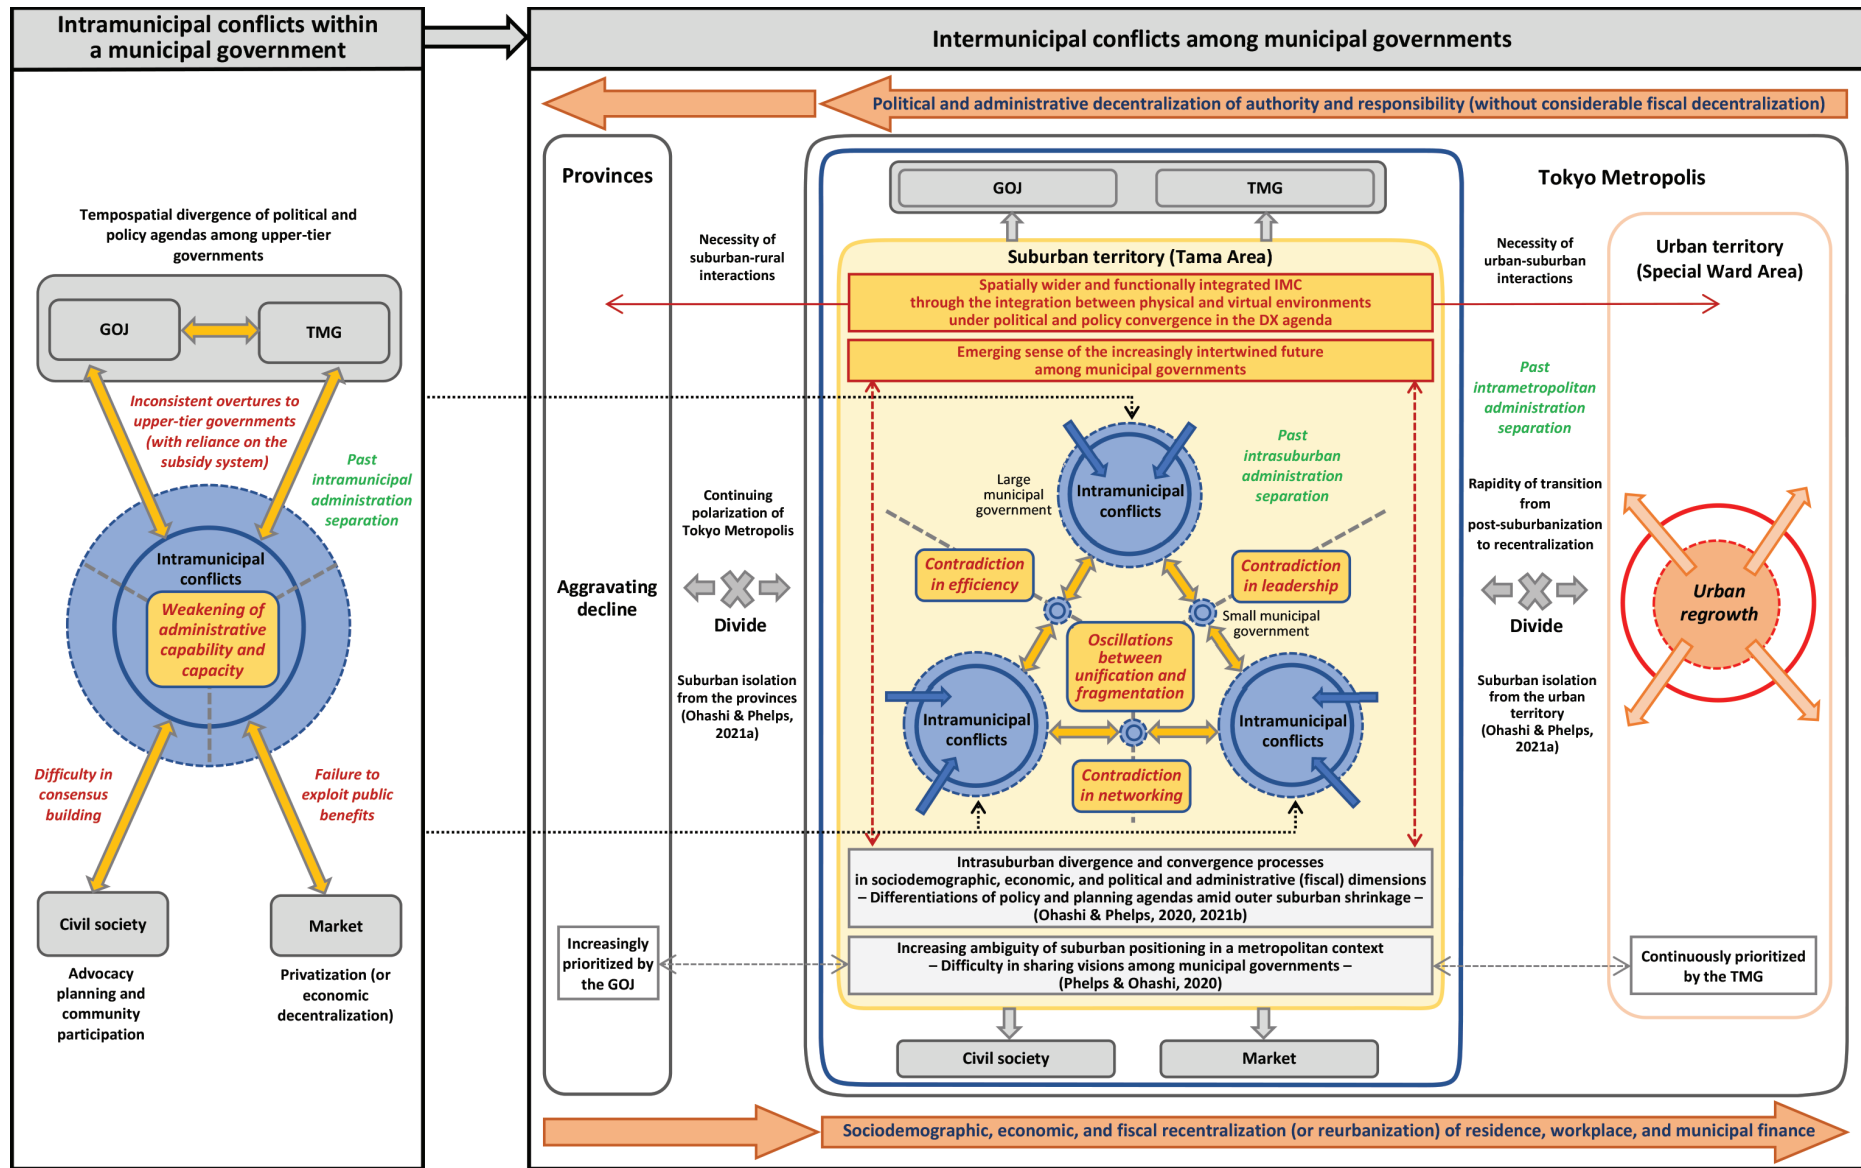 Intramunicipal conflicts within
a municipal government
Tempospatial divergence of political and
policy agendas among upper-tier
governments
GOJ
TMG
Inconsistent overtures to
upper-tier governments
(with reliance on the
subsidy system)
Past
intramunicipal
administration
separation
Intramunicipal
conflicts
Weakening of
administrative
capability and
capacity
Difficulty in
consensus
building
Failure to
exploit public
benefits
Civil society
Market
Advocacy
planning and
community
participation
Privatization (or
economic
decentralization)
Intermunicipal conflicts among municipal governments
Political and administrative decentralization of authority and responsibility (without considerable fiscal decentralization)
Provinces
Aggravating
decline
Increasingly
prioritized by
the GOJ
Necessity of
suburban-rural
interactions
Continuing
polarization of
Tokyo Metropolis
Divide
Suburban isolation
from the provinces
(Ohashi & Phelps,
2021a)
GOJ
TMG
Suburban territory (Tama Area)
Spatially wider and functionally integrated IMC
through the integration between physical and virtual environments
under political and policy convergence in the DX agenda
Emerging sense of the increasingly intertwined future
among municipal governments
Large
municipal
government
Intramunicipal
conflicts
Past
intrasuburban
administration
separation
Contradiction
in efficiency
Contradiction
in leadership
Small municipal
government
Oscillations
between
unification and
fragmentation
Intramunicipal
conflicts
Intramunicipal
conflicts
Contradiction
in networking
Intrasuburban divergence and convergence processes
in sociodemographic, economic, and political and administrative (fiscal) dimensions
– Differentiations of policy and planning agendas amid outer suburban shrinkage –
(Ohashi & Phelps, 2020, 2021b)
Increasing ambiguity of suburban positioning in a metropolitan context
– Difficulty in sharing visions among municipal governments –
(Phelps & Ohashi, 2020)
Civil society
Market
Tokyo Metropolis
Necessity of
urban-suburban
interactions
Past
intrametropolitan
administration
separation
Rapidity of transition
from
post-suburbanization
to recentralization
Divide
Suburban isolation
from the urban
territory
(Ohashi & Phelps,
2021a)
Urban territory
(Special Ward Area)
Urban
regrowth
Continuously prioritized
by the TMG
Sociodemographic, economic, and fiscal recentralization (or reurbanization) of residence, workplace, and municipal finance